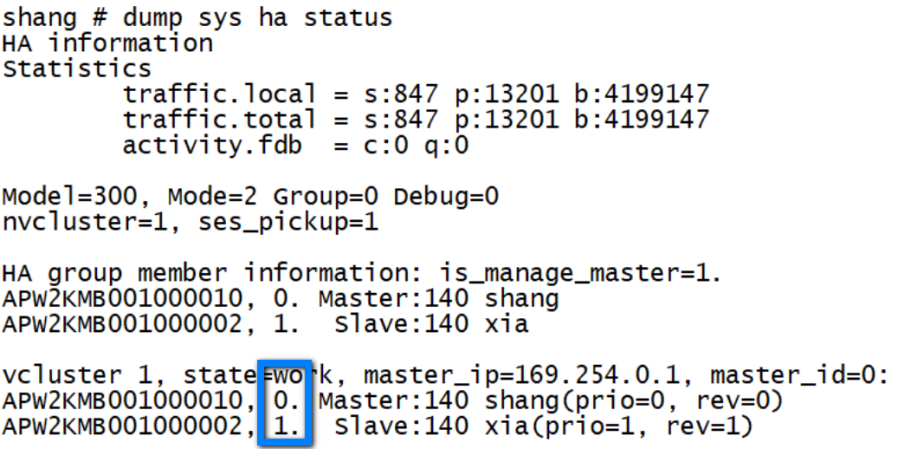 shang # dump sys ha status
HA information
Statistics
traffic.local = s:847 p:13201 b:4199147
traffic.total = s:847 p:13201 b:4199147
activity.fdb = c:0 q:0
Model=300, Mode=2 Group=0 Debug=0
nvcluster=1, ses_pickup=1
HA group member information: is_manage_master=1.
APW2KMB001000010, 0. Master:140 shang
APW2KMB001000002, 1. Slave:140 xia
vcluster 1, state=work, master_ip=169.254.0.1, master_id=0:
APW2KMB001000010, 0. Master:140 shang(prio=0, rev=0)
APW2KMB001000002, 1. Slave:140 xia(prio=1, rev=1)